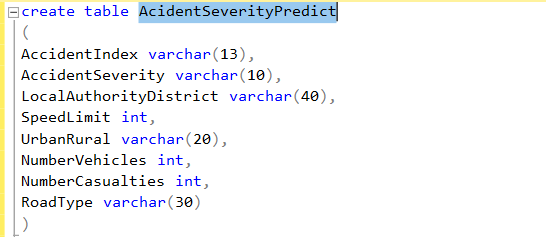 create table AcidentSeverityPredict
(
AccidentIndex varchar(13),
AccidentSeverity varchar(10),
LocalAuthorityDistrict varchar(40),
SpeedLimit int,
UrbanRural varchar(20),
NumberVehicles int,
NumberCasualties int,
RoadType varchar(30)
)